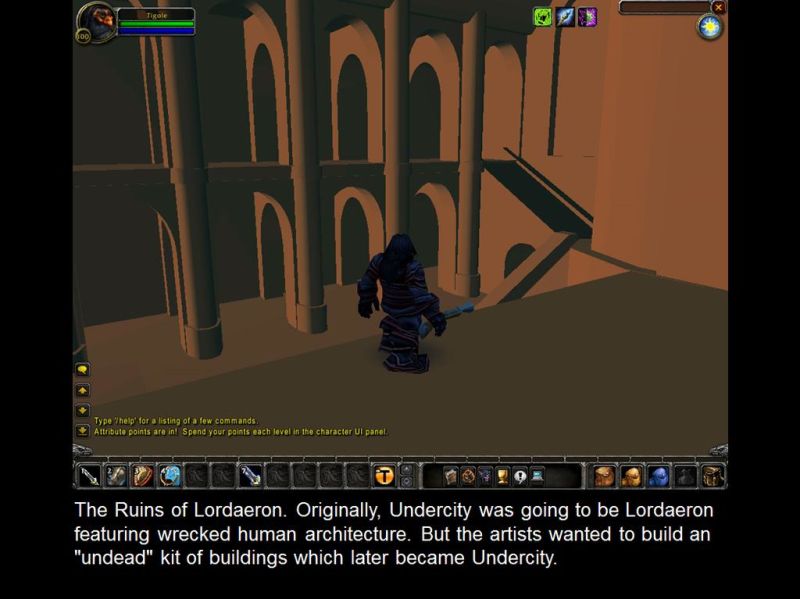 Tigole
100
Type '/help' for a listing of a few commands.
Attribute points are in! Spend your points each level in the character UI panel.
The Ruins of Lordaeron. Originally, Undercity was going to be Lordaeron
featuring wrecked human architecture. But the artists wanted to build an
"undead" kit of buildings which later became Undercity.